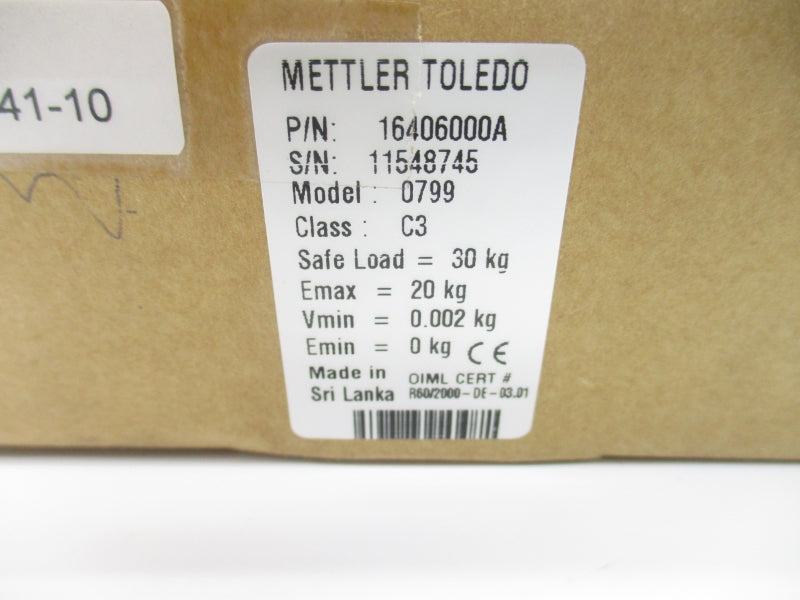 41-10
METTLER TOLEDO
P/N: 16406000A
S/N: 11548745
Model : 0799
Class : C3
Safe Load = 30 kg
Emax = 20 kg
Vmin = 0.002 kg
Emin = 0 kg CE
Made in
Sri Lanka
OIML CERT #
R60/2000-DE-03.01